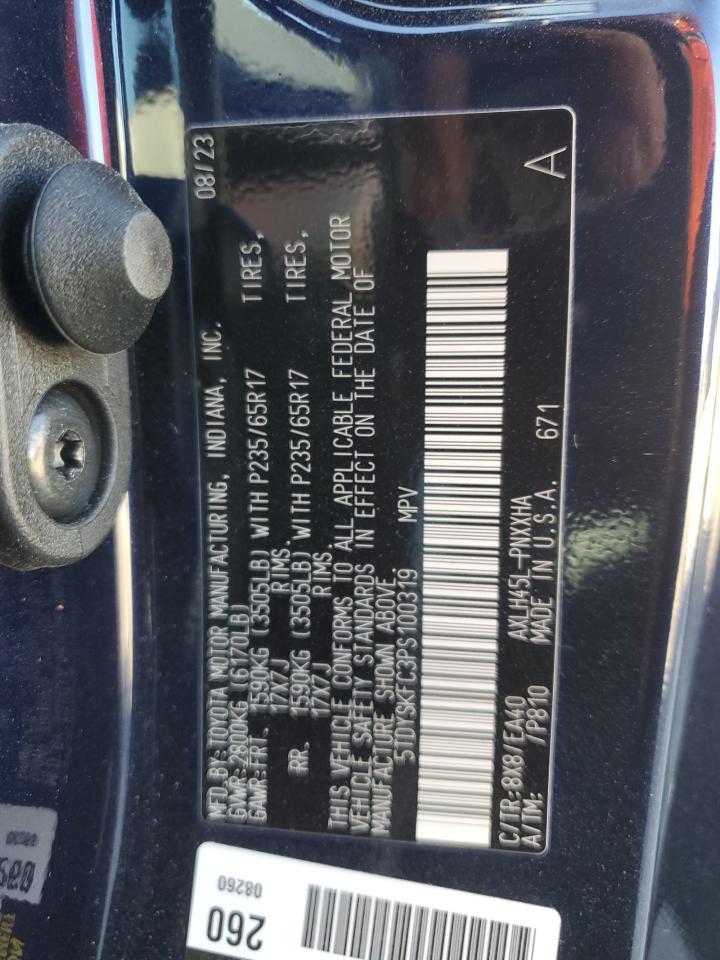 MFD.BY:TOYOTA MOTOR MANUFACTURING, INDIANA, INC. 08/23
GVWR:2800KG (6170LB)
GAWR:FRT. 1590KG (3505LB) WITH P235/65R17 TIRES,
17X7J RIMS.
RR. 1590KG (3505LB) WITH P235/65R17 TIRES,
17X7J RIMS.
THIS VEHICLE CONFORMS TO ALL APPLICABLE FEDERAL MOTOR
VEHICLE SAFETY STANDARDS IN EFFECT ON THE DATE OF
MANUFACTURE SHOWN ABOVE.
5TDYSKFC3PS100319 MPV
C/TR:8X8/EA40 AXLH45L-PNXXHA
A/TM: /P810 MADE IN U.S.A. 671 A
260
08260